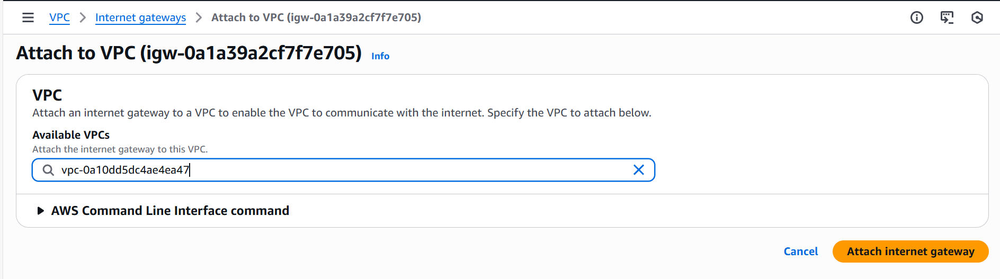 VPC > Internet gateways > Attach to VPC (igw-0a1a39a2cf7f7e705)
Attach to VPC (igw-0a1a39a2cf7f7e705) Info
VPC
Attach an internet gateway to a VPC to enable the VPC to communicate with the internet. Specify the VPC to attach below.
Available VPCs
Attach the internet gateway to this VPC.
vpc-0a10dd5dc4ae4ea47
AWS Command Line Interface command
Cancel Attach internet gateway